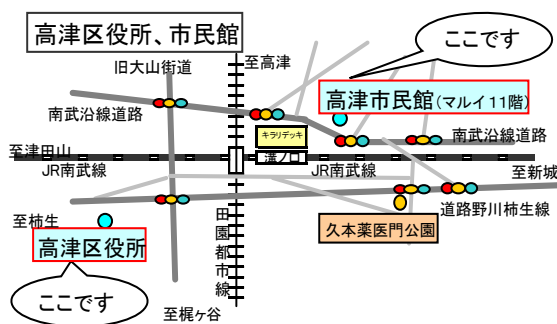 高津区役所、市民館
ここです
旧大山街道
至高津
高津市民館(マルイ11階)
南武沿線道路
キラリデッキ
南武沿線道路
至津田山
溝ノ口
JR南武線
JR南武線
至新城
至柿生
田園都市線
道路野川柿生線
久本薬医門公園
高津区役所
ここです
至梶ヶ谷